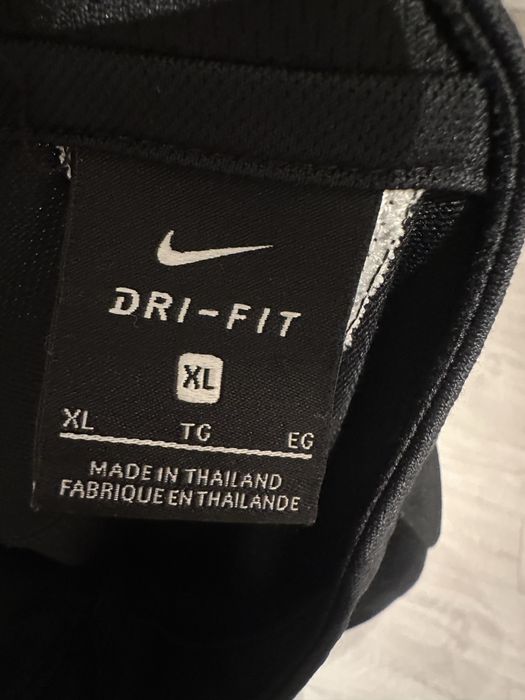 DRI-FIT
XL
XL TG EG
MADE IN THAILAND
FABRIQUE EN THAILANDE